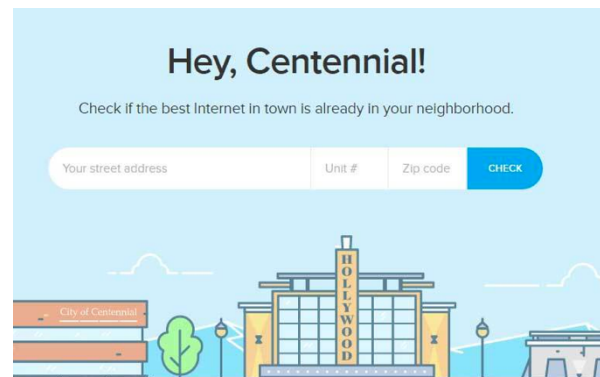 Hey, Centennial!
Check if the best Internet in town is already in your neighborhood.
Your street address Unit # Zip code CHECK
HOLLYWOOD
City of Centennial